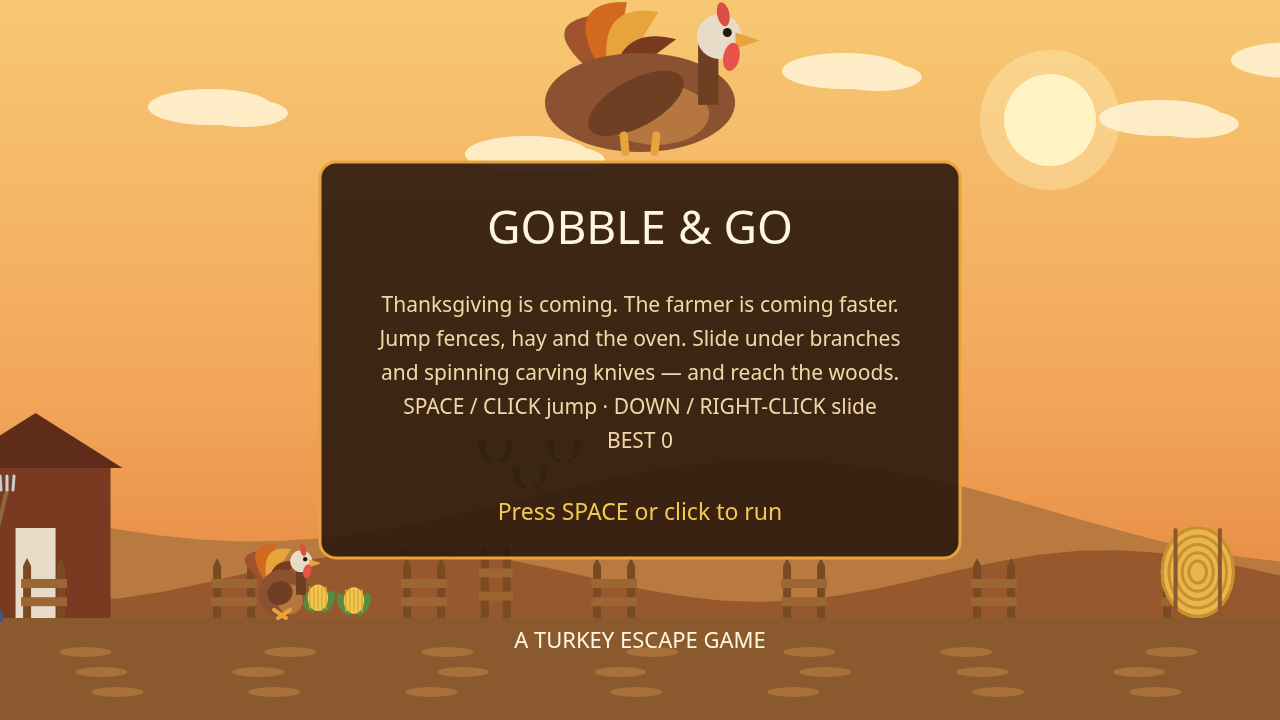 GOBBLE & GO
Thanksgiving is coming. The farmer is coming faster.
Jump fences, hay and the oven. Slide under branches
and spinning carving knives — and reach the woods.
SPACE / CLICK jump · DOWN / RIGHT-CLICK slide
BEST 0
Press SPACE or click to run
A TURKEY ESCAPE GAME